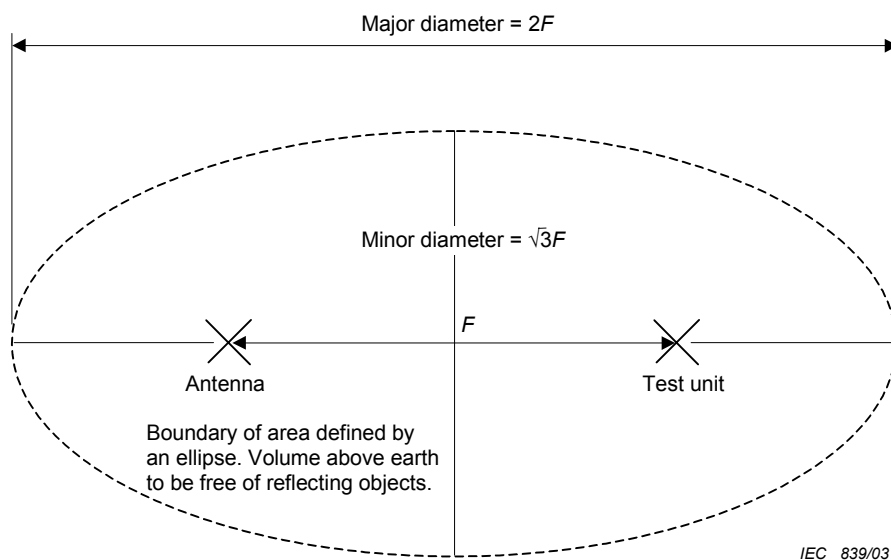 Major diameter = 2F
Minor diameter = √3F
F
Antenna
Test unit
Boundary of area defined by
an ellipse. Volume above earth
to be free of reflecting objects.
IEC 839/03